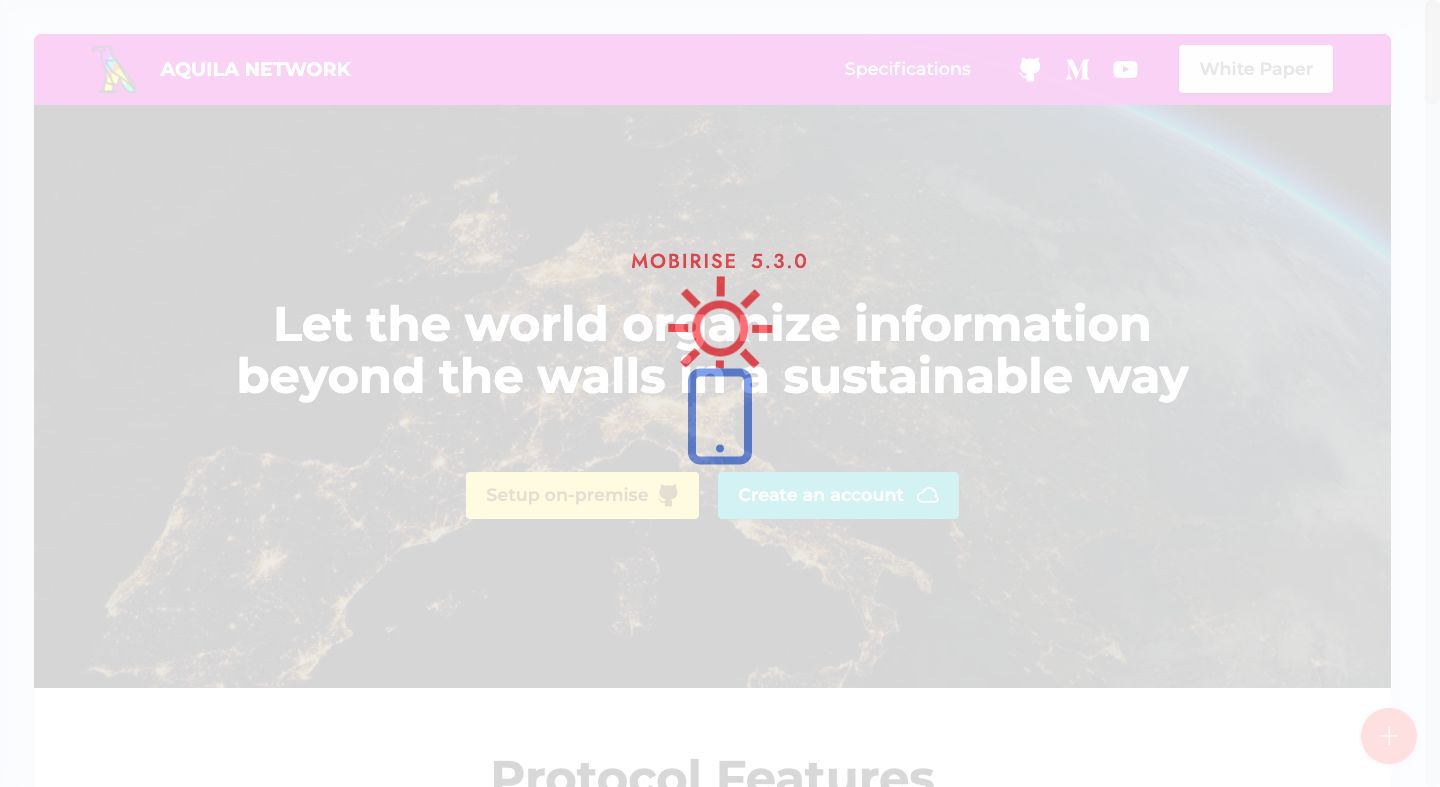 AQUILA NETWORK
Specifications
White Paper
MOBIRISE 5.3.0
Let the world organize information
beyond the walls in a sustainable way
Setup on-premise
Create an account
Protocol Features